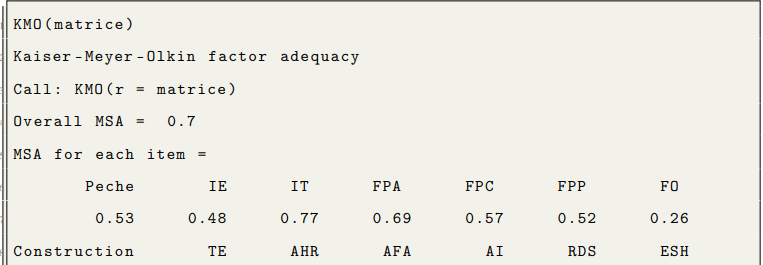 KMO(matrice)
Kaiser-Meyer-Olkin factor adequacy
Call: KMO(r = matrice)
Overall MSA = 0.7
MSA for each item =
Peche IE IT FPA FPC FPP FO
0.53 0.48 0.77 0.69 0.57 0.52 0.26
Construction TE AHR AFA AI RDS ESH